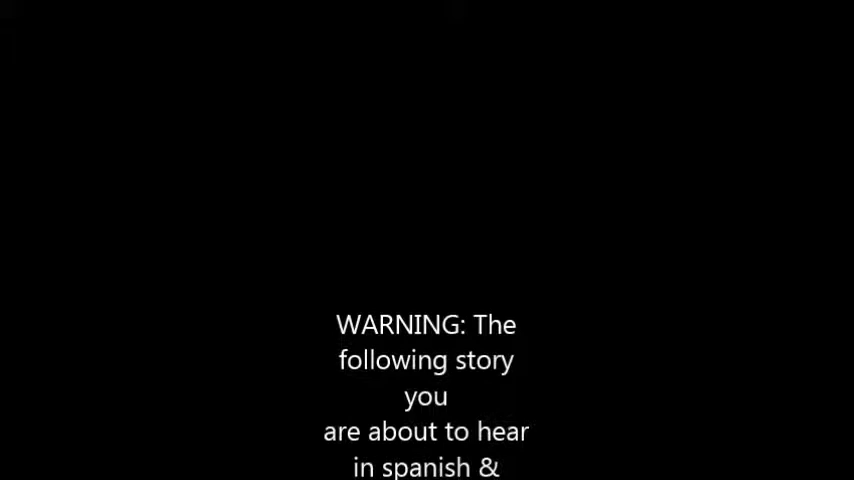 WARNING: The
following story
you
are about to hear
in spanish &